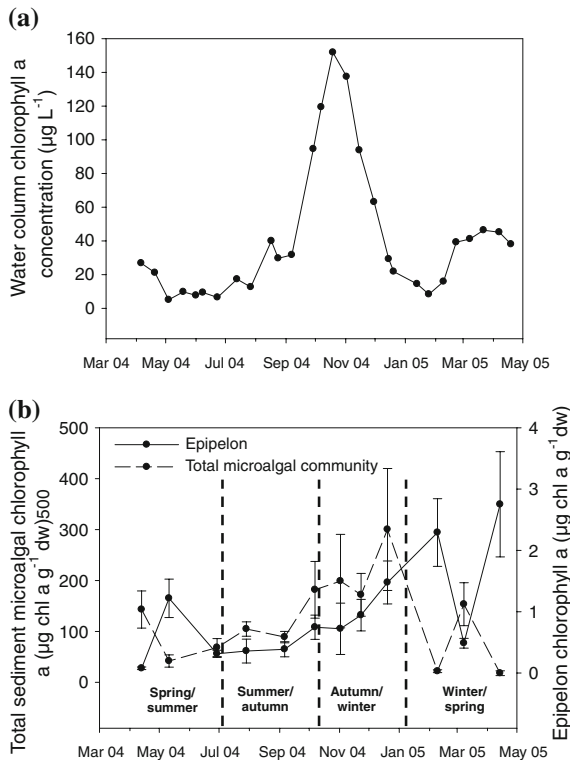 (a)
Water column chlorophyll a
concentration (µg L⁻¹)
160
140
120
100
80
60
40
20
0
Mar 04 May 04 Jul 04 Sep 04 Nov 04 Jan 05 Mar 05 May 05
(b)
Total sediment microalgal chlorophyll
a (µg chl a g⁻¹ dw)500
500
400
300
200
100
0
Epipelon
Total microalgal community
Spring/
summer
Summer/
autumn
Autumn/
winter
Winter/
spring
4
3
2
1
0
Epipelon chlorophyll a (µg chl a g⁻¹dw)
Mar 04 May 04 Jul 04 Sep 04 Nov 04 Jan 05 Mar 05 May 05